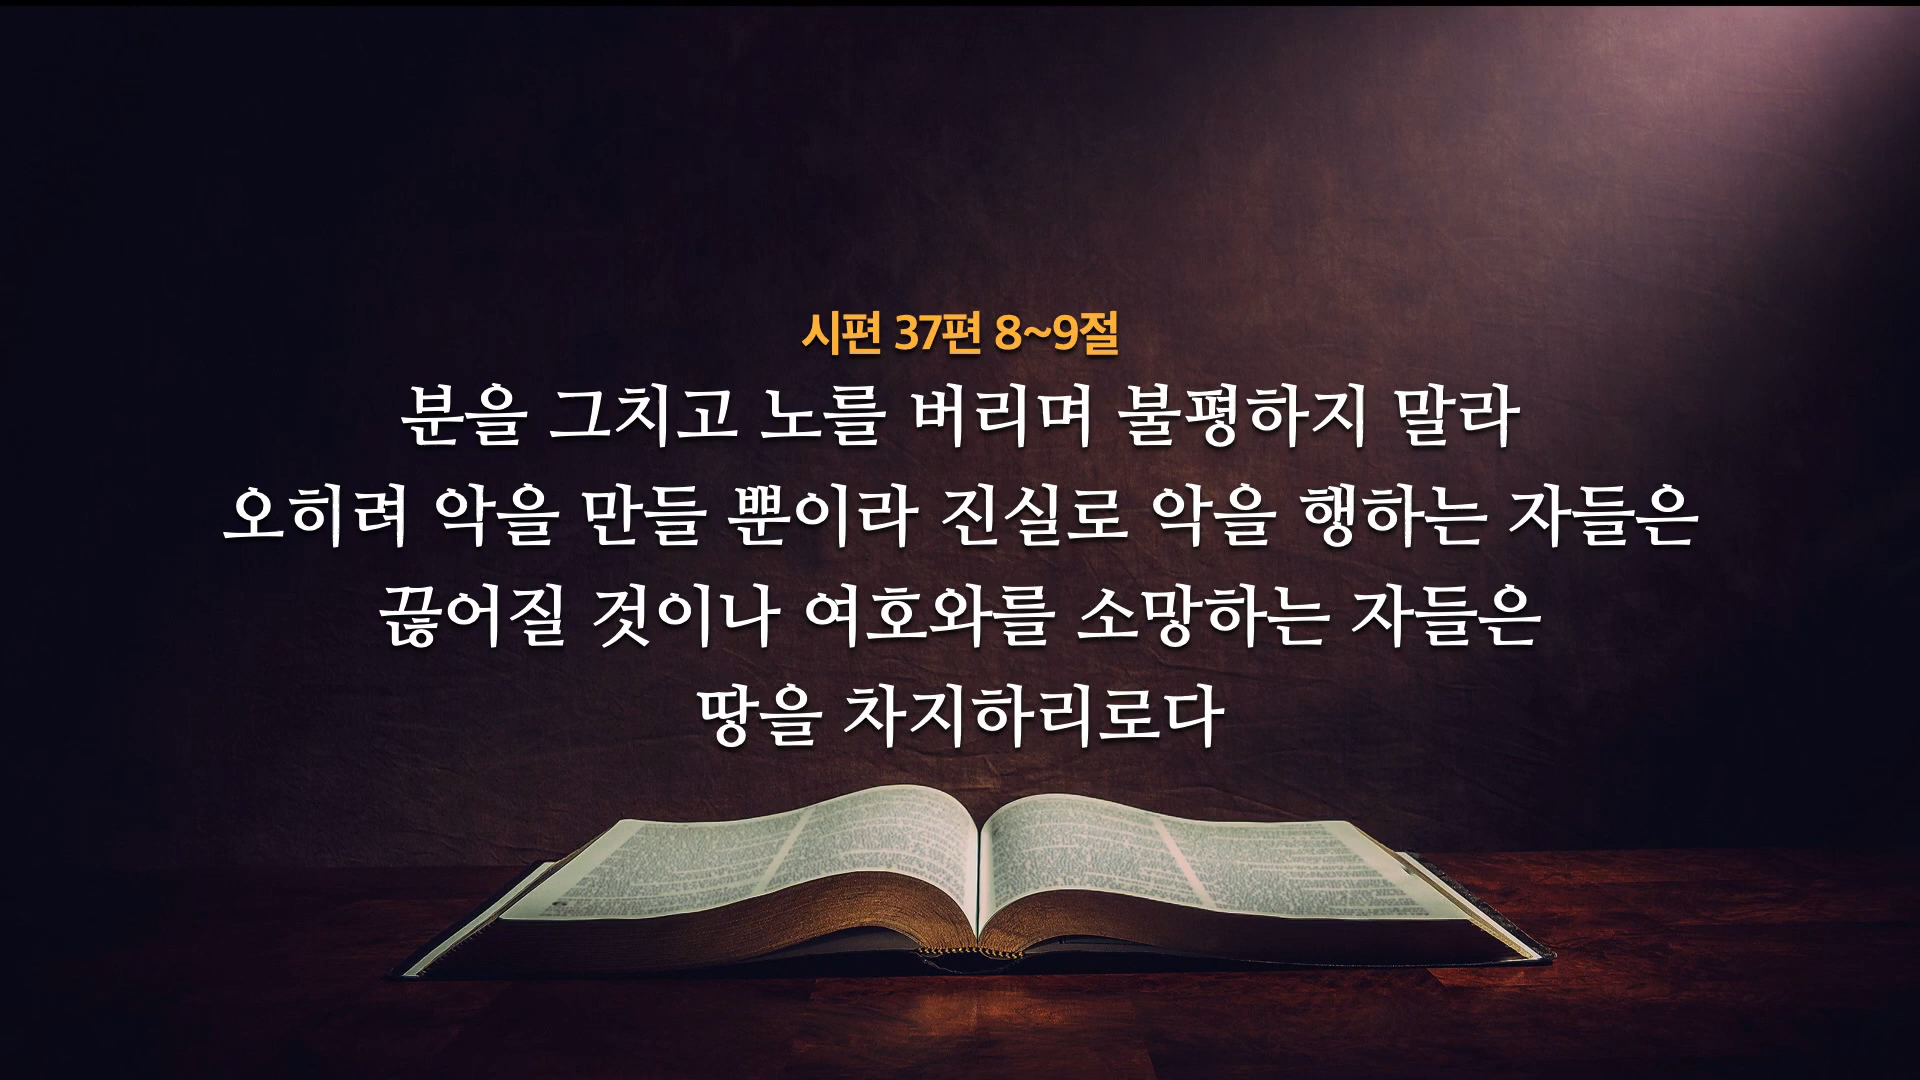 시편 37편 8~9절
분을 그치고 노를 버리며 불평하지 말라
오히려 악을 만들 뿐이라 진실로 악을 행하는 자들은
끊어질 것이나 여호와를 소망하는 자들은
땅을 차지하리로다